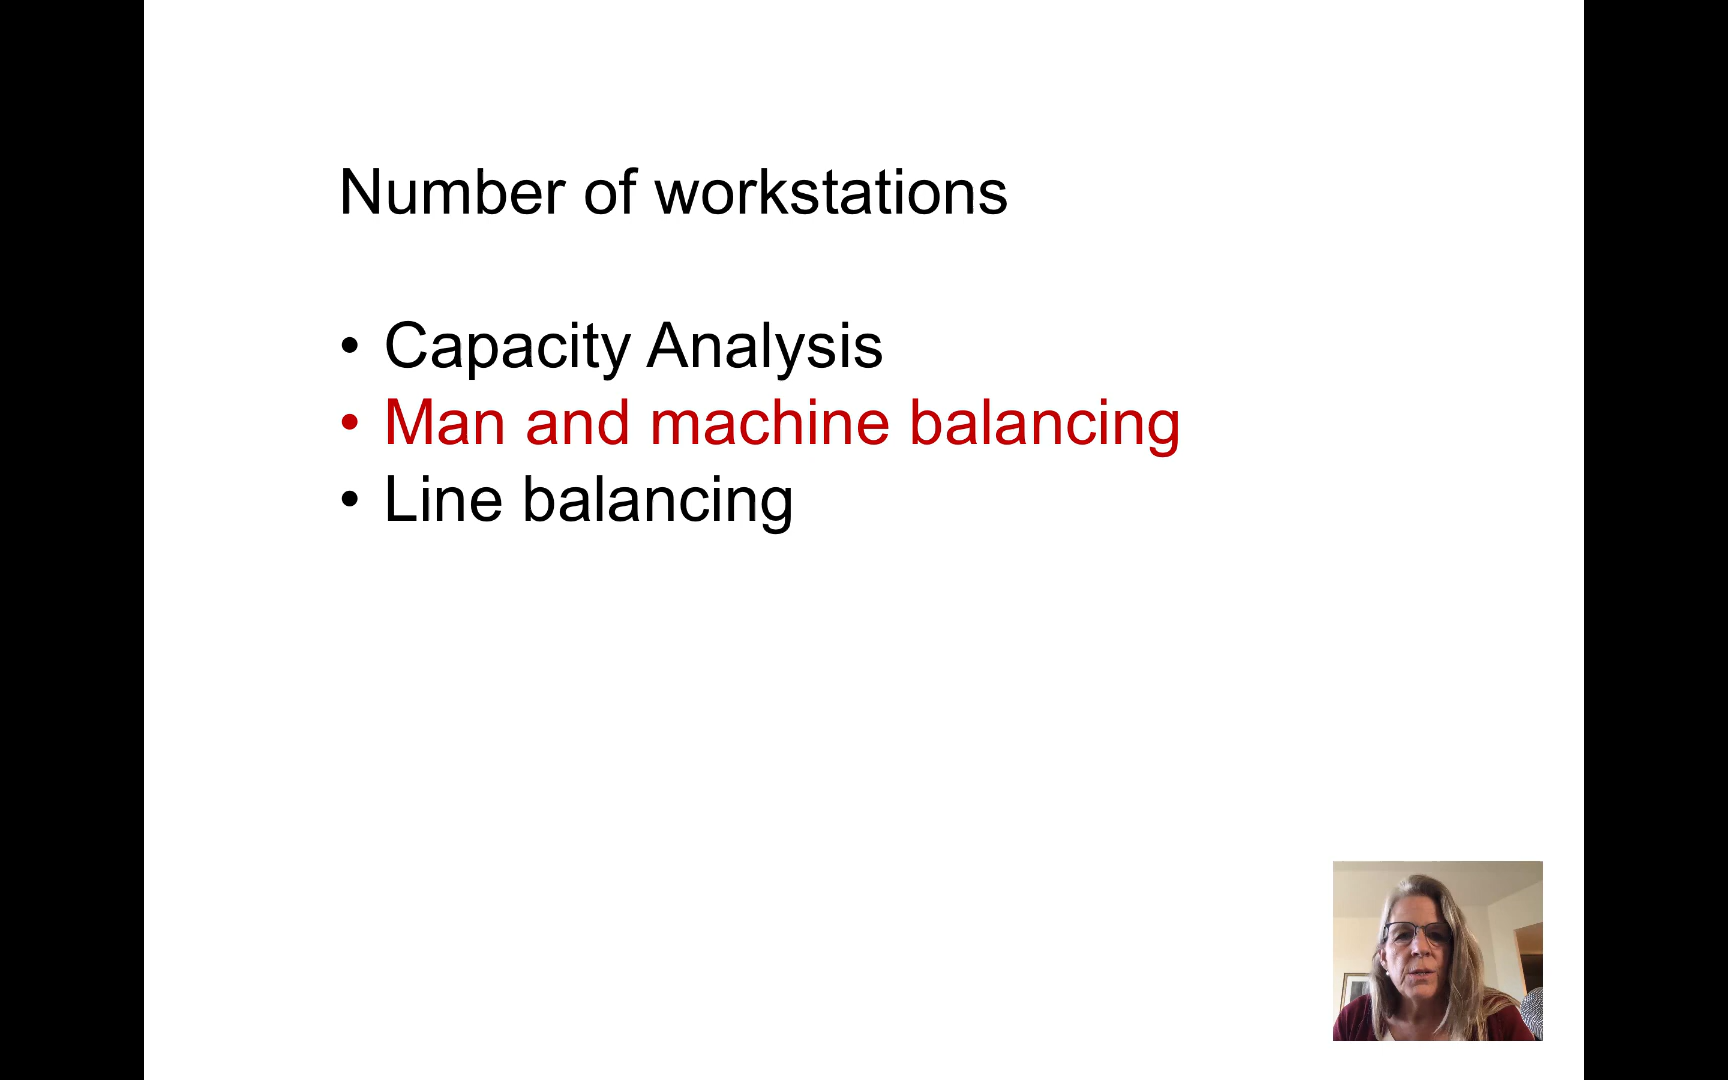 Number of workstations
• Capacity Analysis
• Man and machine balancing
• Line balancing